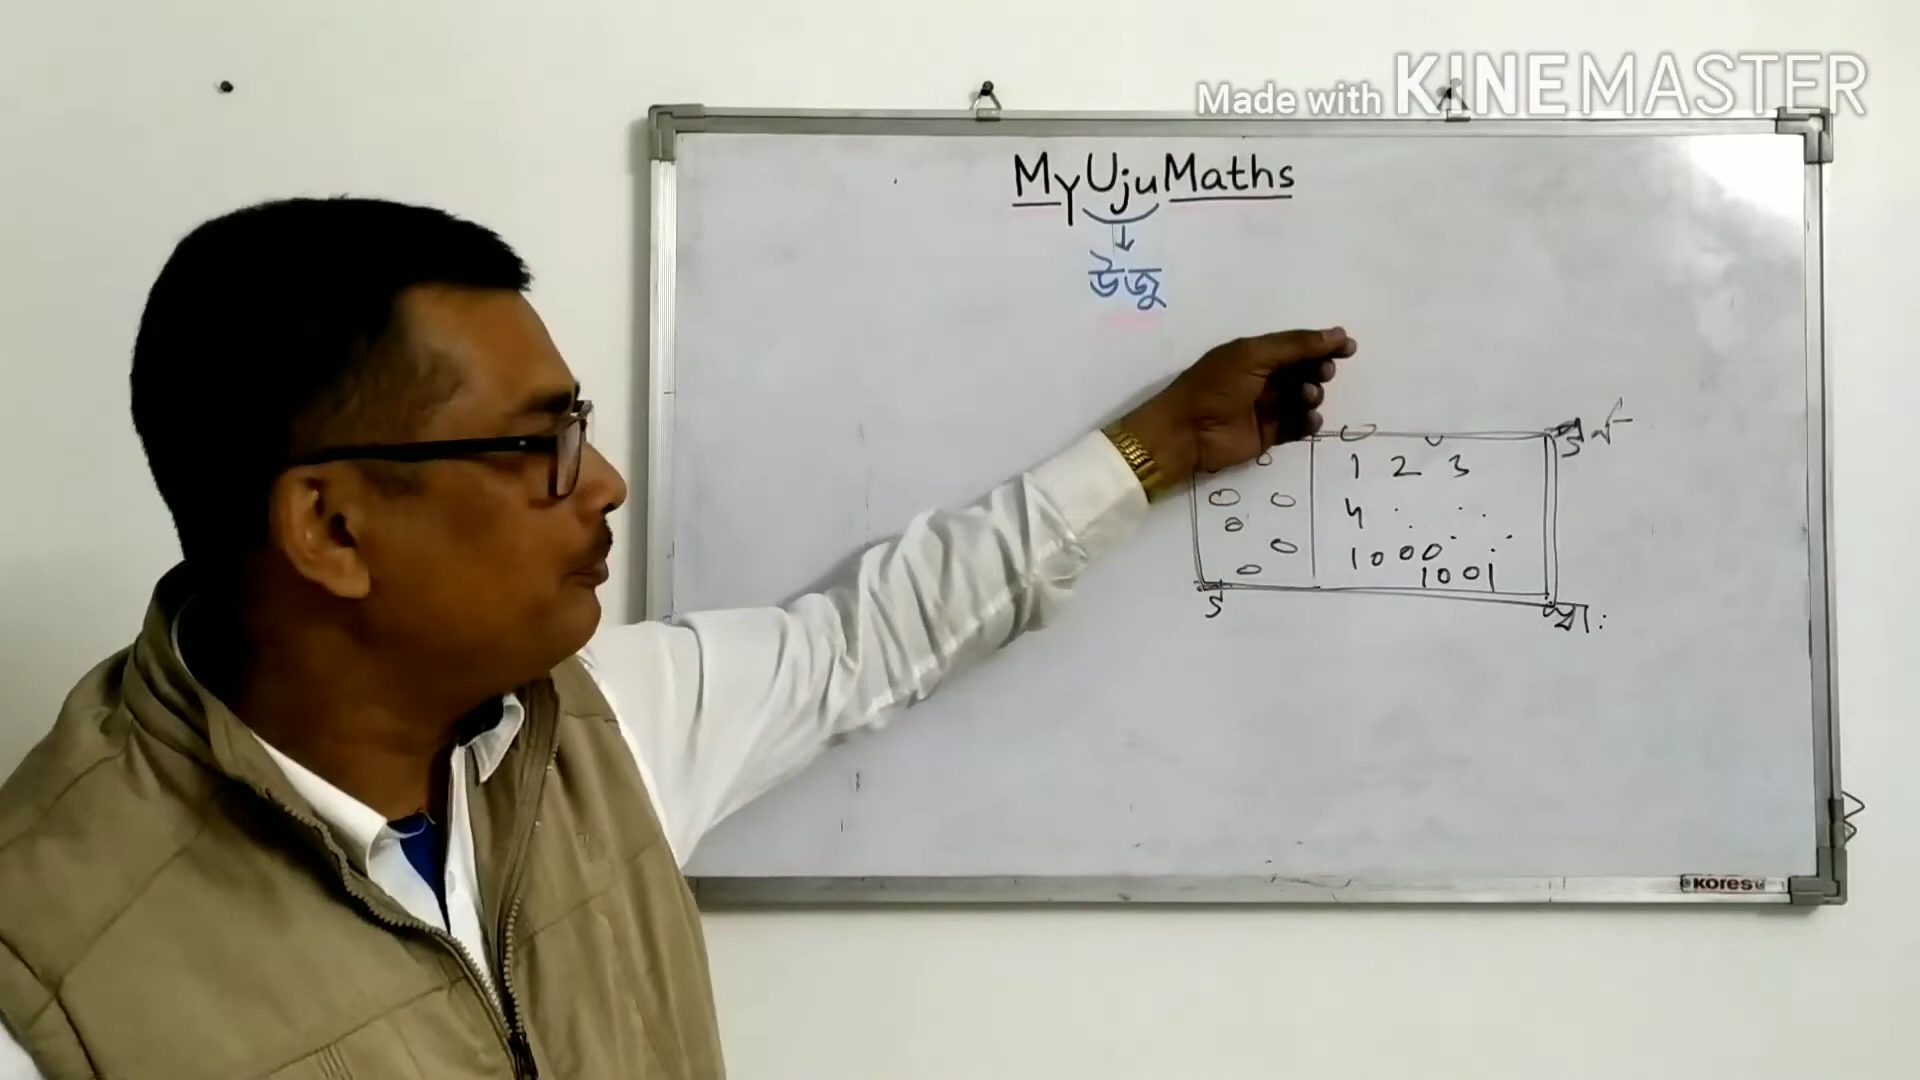 Made with KINEMASTER
MyUjuMaths
উজু
1 2 3
4 . . .
1000
1001
S
kores